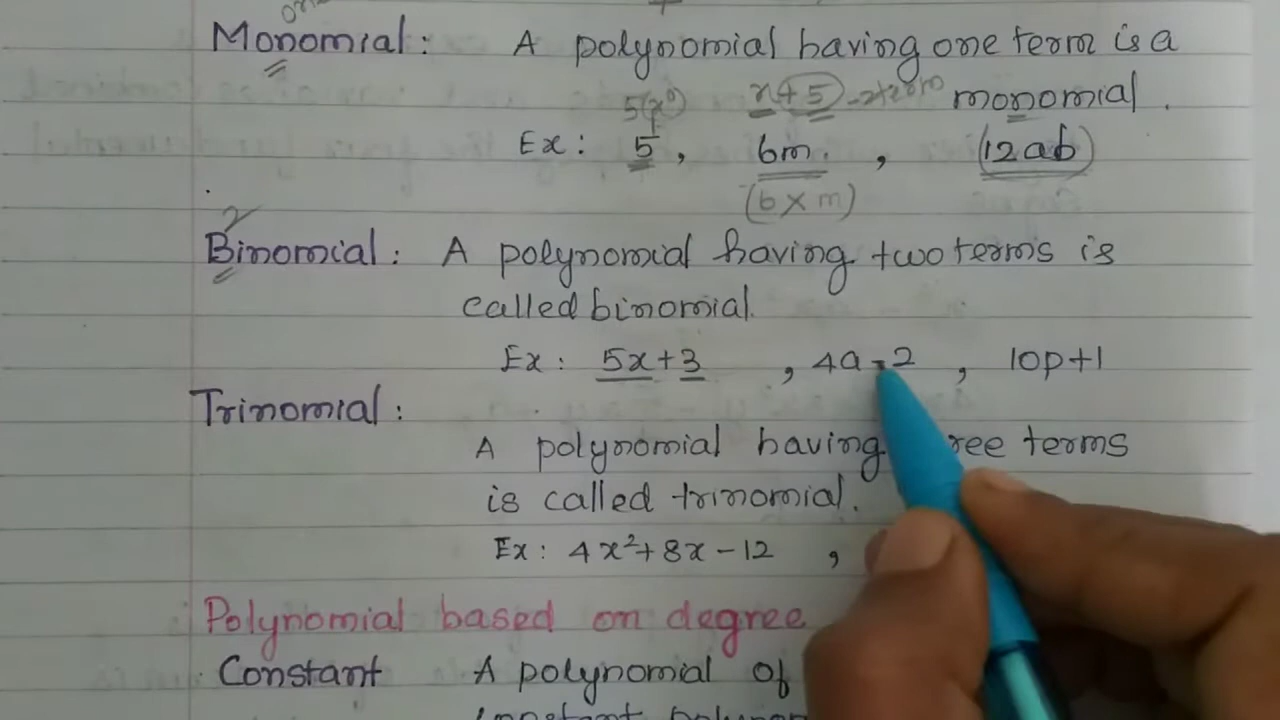 Monomial: A polynomial having one term is a
5(x⁰) x+5 monomial.
Ex: 5, 6m, (12ab)
(6×m)
2
Binomial: A polynomial having two terms is
called binomial.
Ex: 5x+3, 4a-2, 10p+1
Trinomial:
A polynomial having terms
is called trinomial.
Ex: 4x²+8x-12,
Polynomial based on degree
Constant A polynomial of